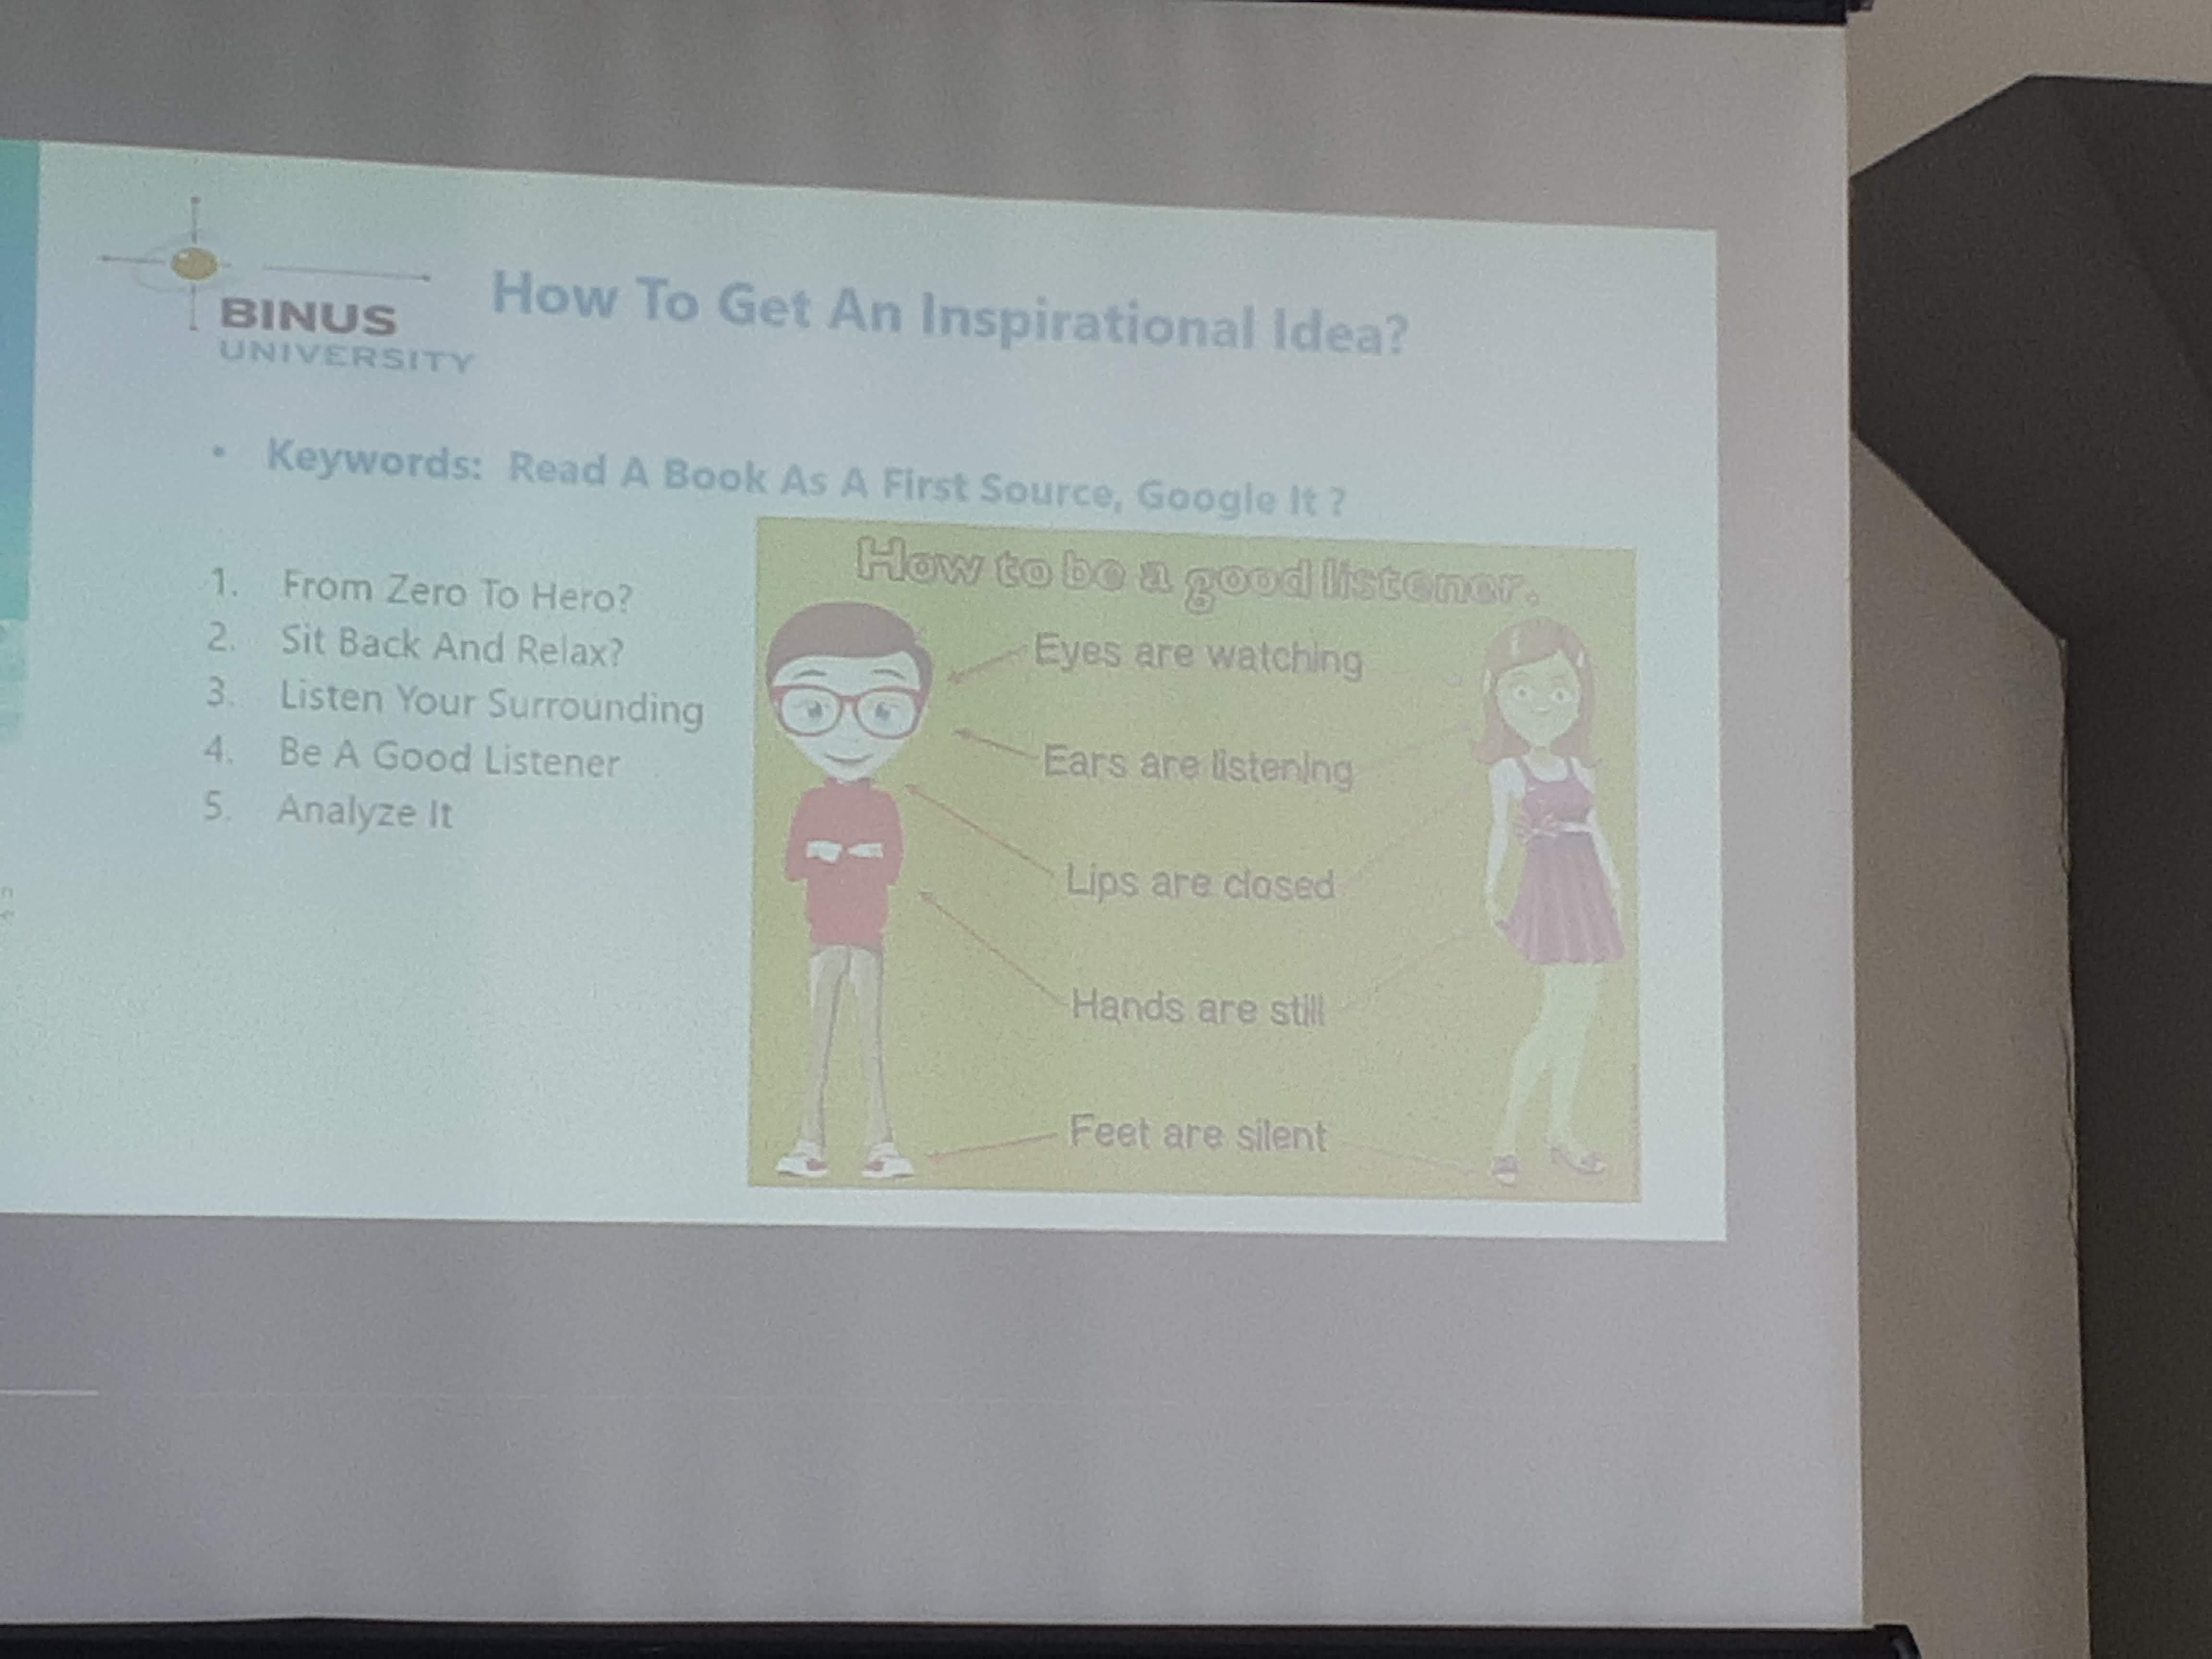 BINUS
UNIVERSITY
How To Get An Inspirational Idea?
• Keywords: Read A Book As A First Source, Google It ?
1. From Zero To Hero?
2. Sit Back And Relax?
3. Listen Your Surrounding
4. Be A Good Listener
5. Analyze It
How to be a good listener.
Eyes are watching
Ears are listening
Lips are closed
Hands are still
Feet are silent